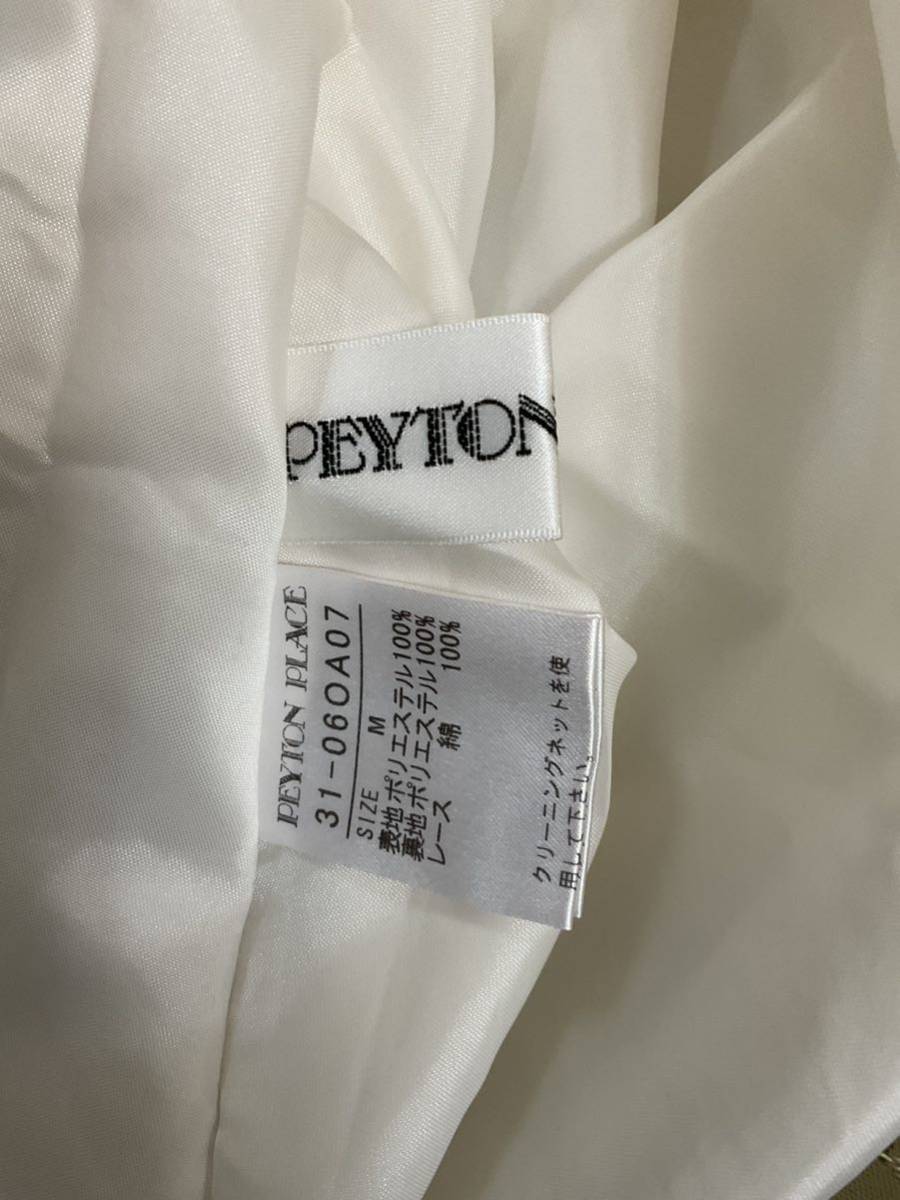 PEYTON
PEYTON PLACE
31-06OA07
SIZE M
表地 ポリエステル100%
裏地 ポリエステル100%
レース 綿 100%
クリーニングネットを使
用して下さい。